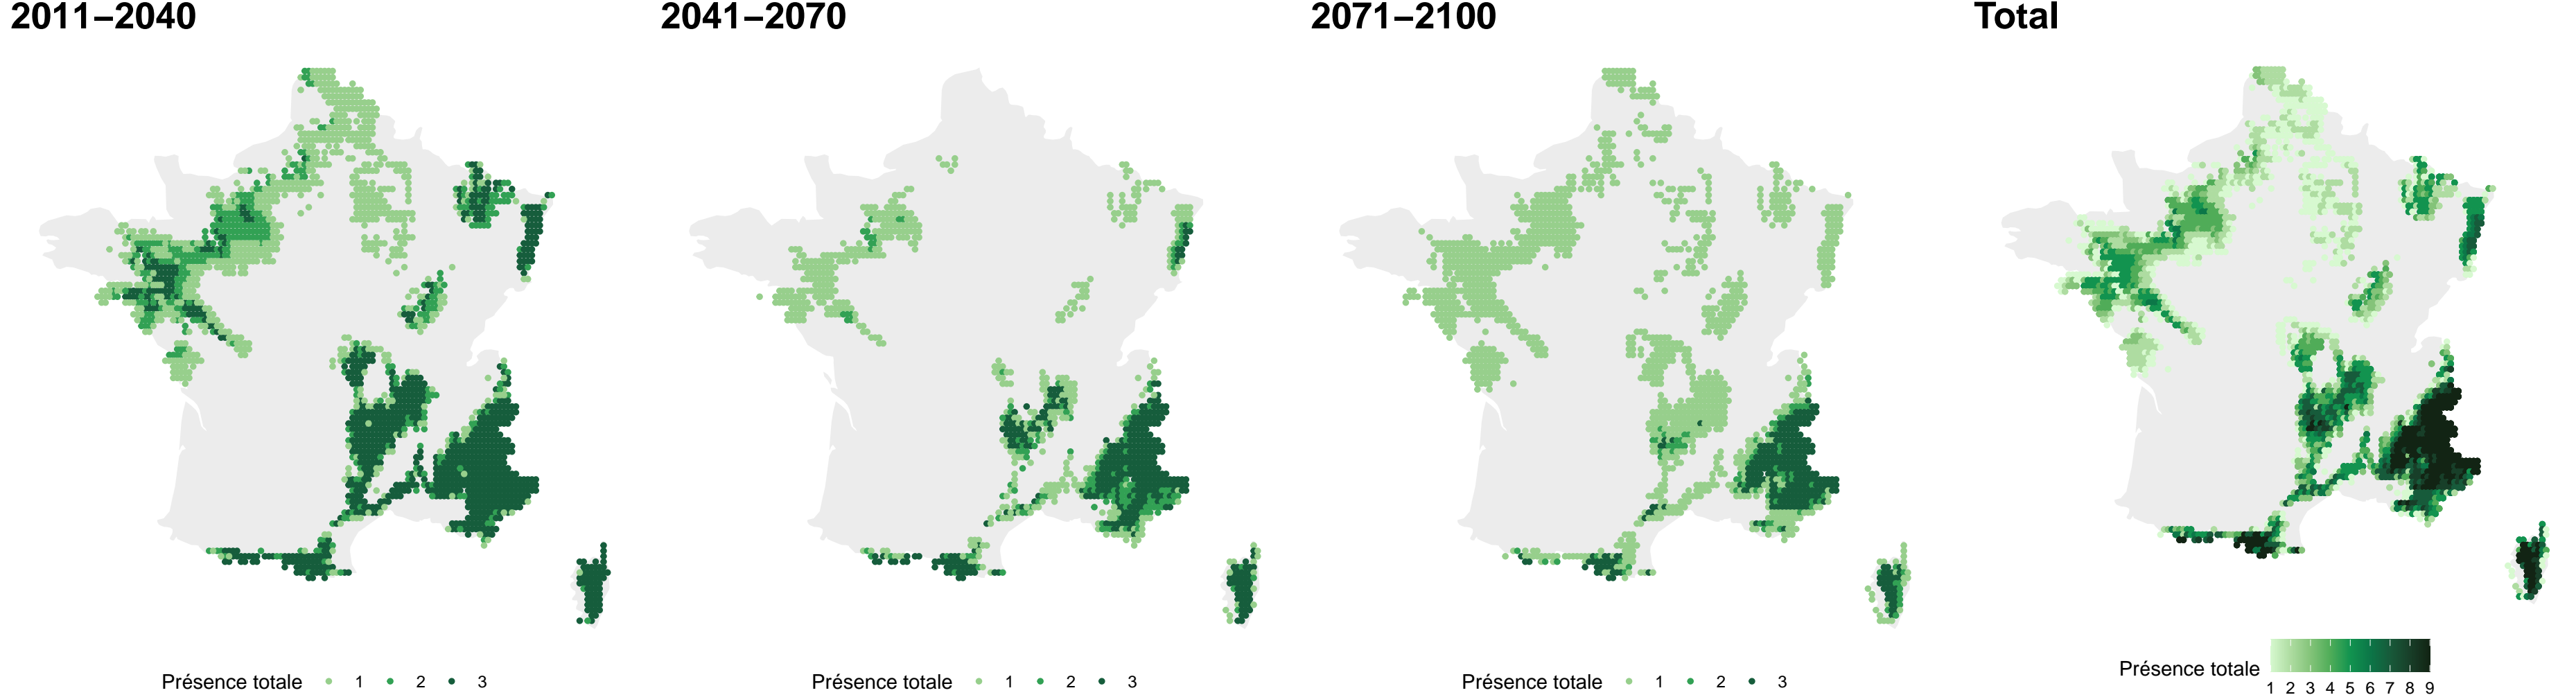 2011–2040
2041–2070
2071–2100
Total
Présence totale 1 2 3
Présence totale 1 2 3
Présence totale 1 2 3
Présence totale
1 2 3 4 5 6 7 8 9